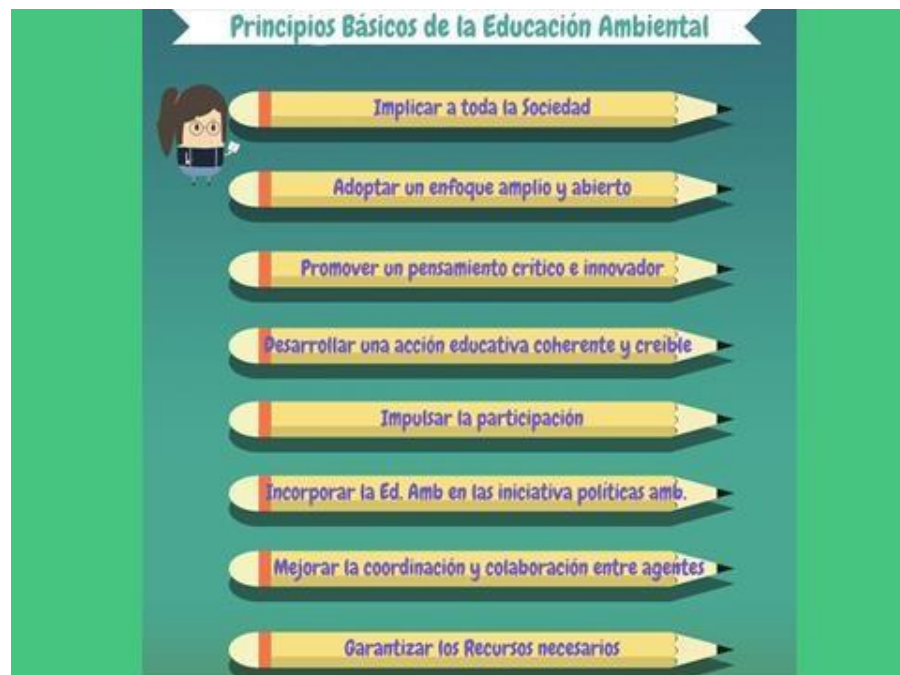 Principios Básicos de la Educación Ambiental
Implicar a toda la Sociedad
Adoptar un enfoque amplio y abierto
Promover un pensamiento crítico e innovador
Desarrollar una acción educativa coherente y creíble
Impulsar la participación
Incorporar la Ed. Amb en las iniciativa políticas amb.
Mejorar la coordinación y colaboración entre agentes
Garantizar los Recursos necesarios